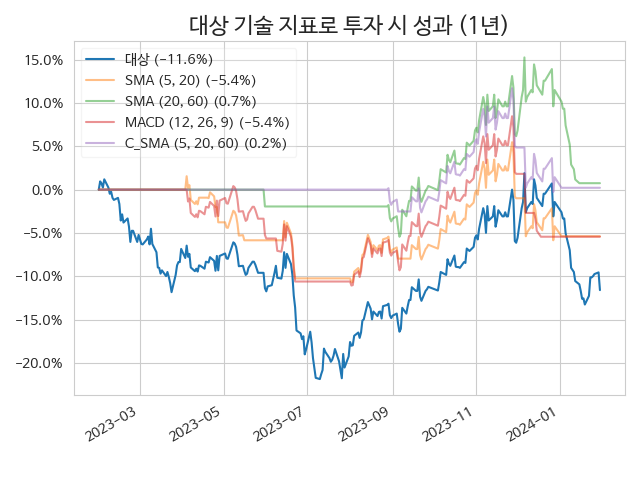 대상 기술 지표로 투자 시 성과 (1년)
15.0%
10.0%
5.0%
0.0%
−5.0%
−10.0%
−15.0%
−20.0%
대상 (−11.6%)
SMA (5, 20) (−5.4%)
SMA (20, 60) (0.7%)
MACD (12, 26, 9) (−5.4%)
C_SMA (5, 20, 60) (0.2%)
2023−03
2023−05
2023−07
2023−09
2023−11
2024−01